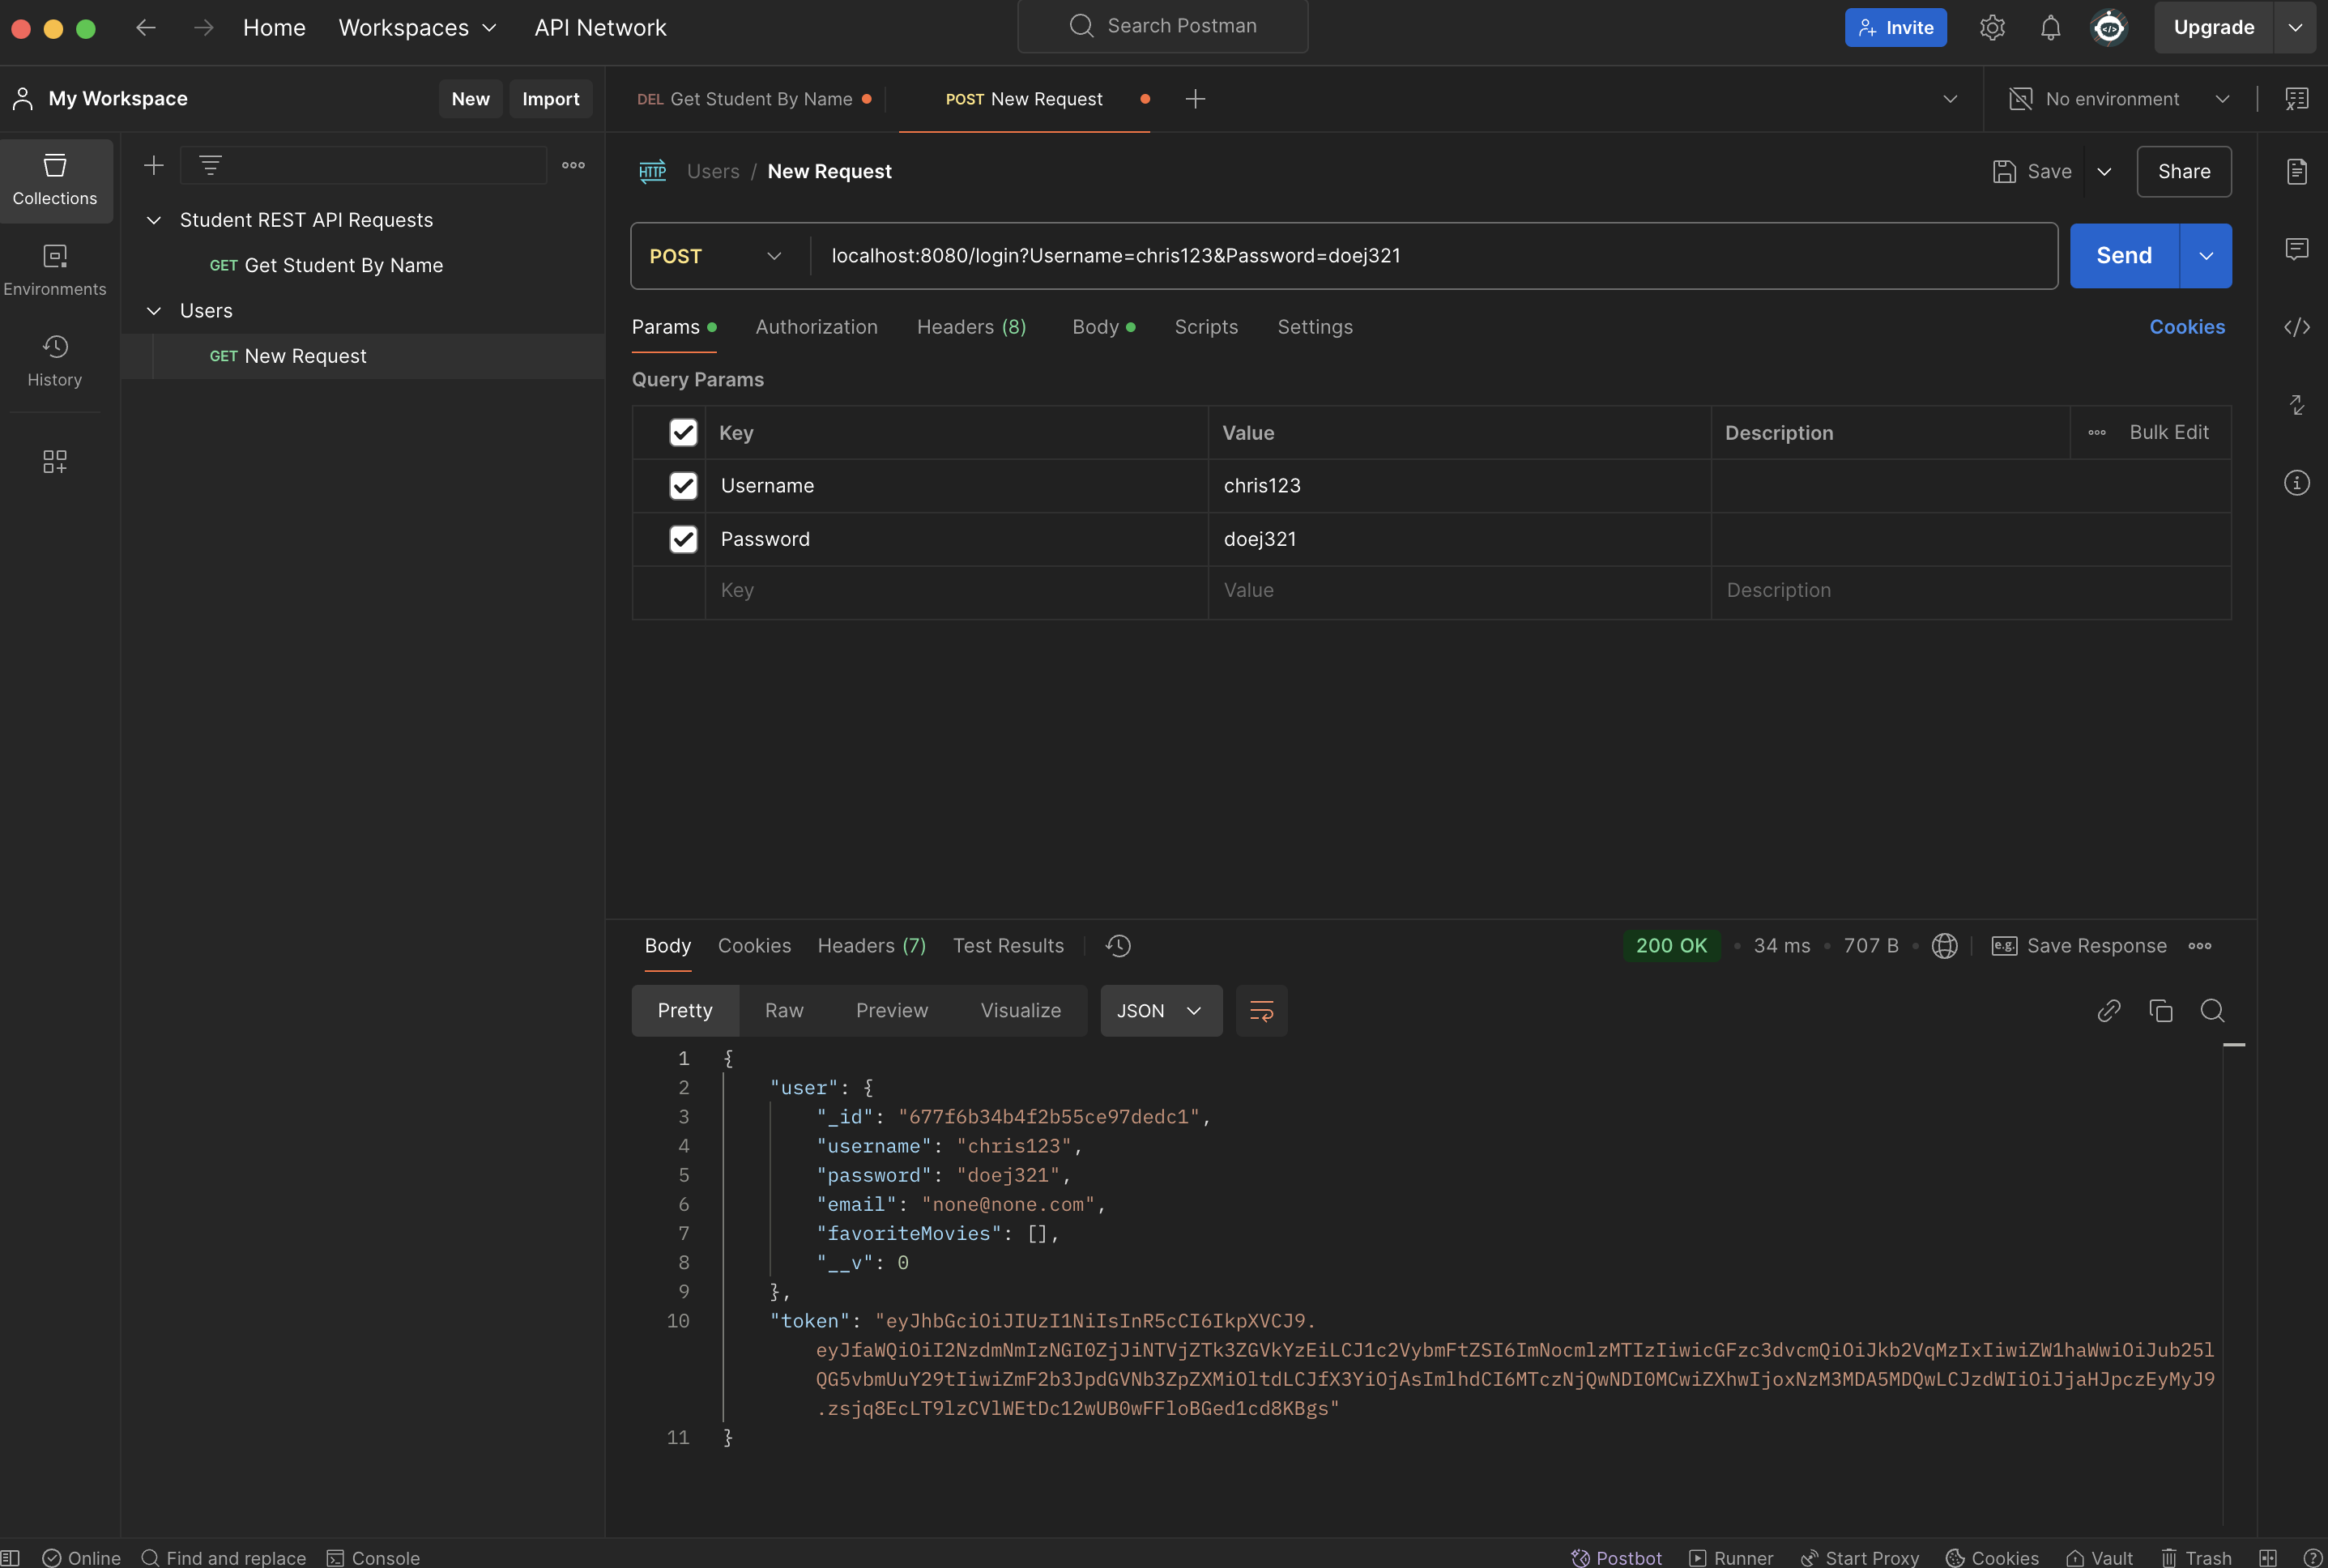 Home Workspaces API Network Search Postman Invite Upgrade
My Workspace New Import DEL Get Student By Name POST New Request No environment
Collections
Environments
History
Student REST API Requests
GET Get Student By Name
Users
GET New Request
HTTP Users / New Request Save Share
POST localhost:8080/login?Username=chris123&Password=doej321 Send
Params Authorization Headers (8) Body Scripts Settings Cookies
Query Params
Key Value Description Bulk Edit
Username chris123
Password doej321
Key Value Description
Body Cookies Headers (7) Test Results 200 OK 34 ms 707 B e.g. Save Response
Pretty Raw Preview Visualize JSON
1 {
2 "user": {
3 "_id": "677f6b34b4f2b55ce97dedc1",
4 "username": "chris123",
5 "password": "doej321",
6 "email": "none@none.com",
7 "favoriteMovies": [],
8 "__v": 0
9 },
10 "token": "eyJhbGciOiJIUzI1NiIsInR5cCI6IkpXVCJ9.
eyJfaWQiOiI2NzdmNmIzNGI0ZjJiNTVjZTk3ZGVkYzEiLCJ1c2VybmFtZSI6ImNocmlzMTIzIiwicGFzc3dvcmQiOiJkb2VqMzIxIiwiZW1haWwiOiJub25l
QG5vbmUuY29tIiwiZmF2b3JpdGVNb3ZpZXMiOltdLCJfX3YiOjAsImlhdCI6MTczNjQwNDI0MCwiZXhwIjoxNzM3MDA5MDQwLCJzdWIiOiJjaHJpczEyMyJ9
.zsjq8EcLT9lzCVlWEtDc12wUB0wFFloBGed1cd8KBgs"
11 }
Online Find and replace Console Postbot Runner Start Proxy Cookies Vault Trash